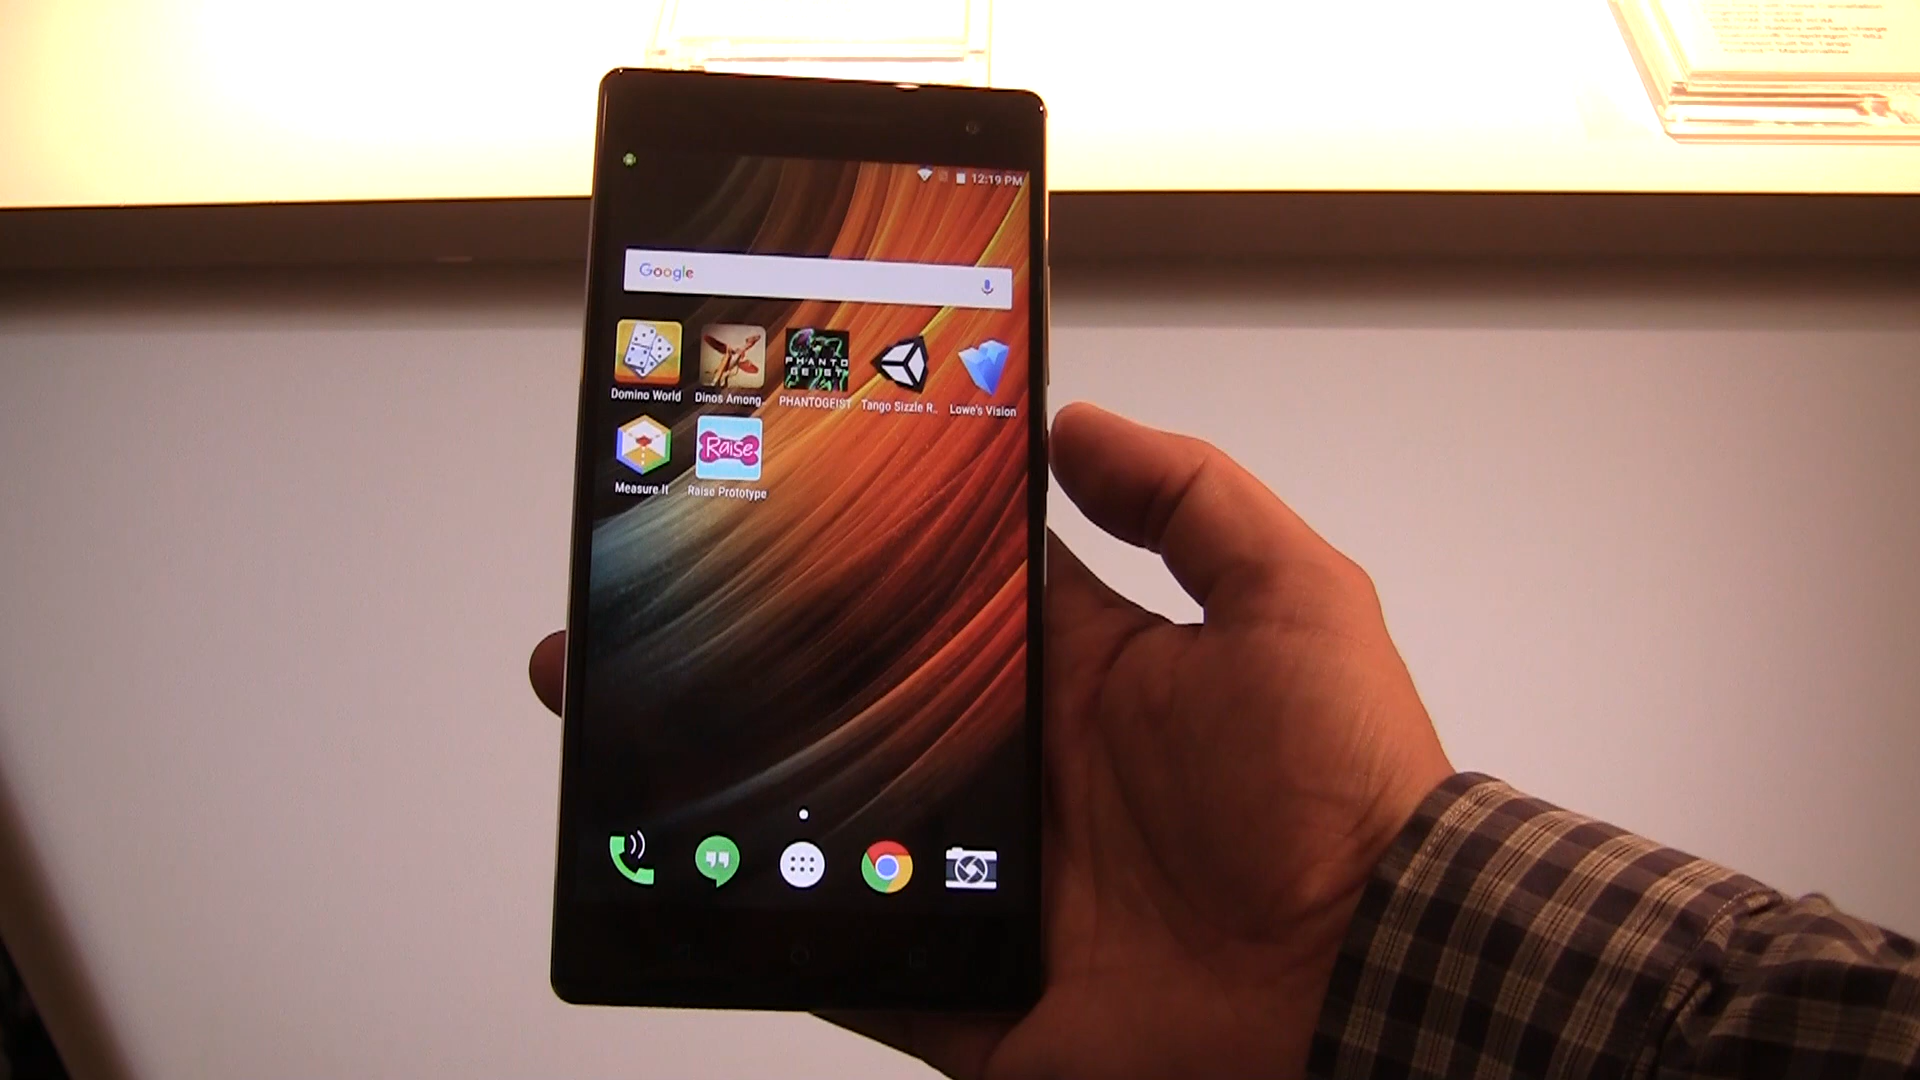 12:19 PM
Google
PHANTO
GEIST
Domino World
Dinos Among..
PHANTOGEIST
Tango Sizzle R..
Lowe's Vision
Raise
Measure It
Raise Prototype